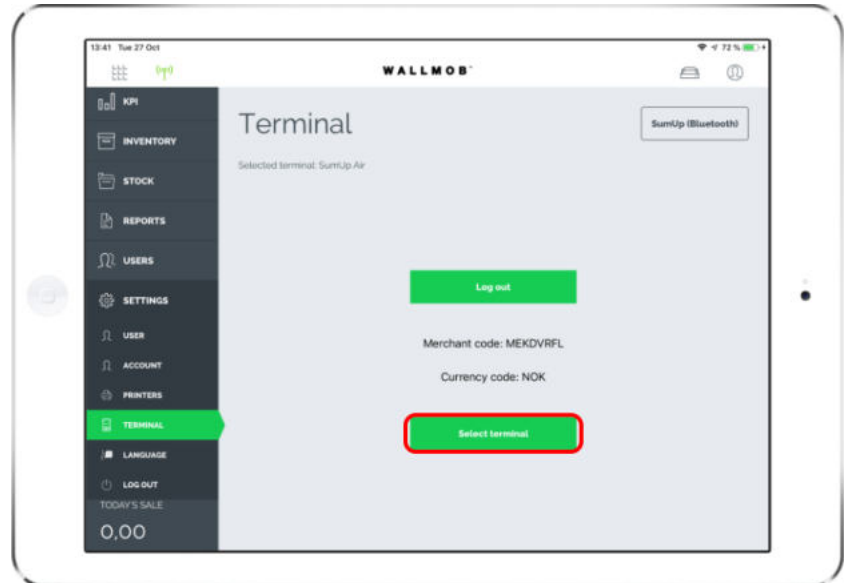 13:41 Tue 27 Oct
72 %
WALLMOB
KPI
INVENTORY
STOCK
REPORTS
USERS
SETTINGS
USER
ACCOUNT
PRINTERS
TERMINAL
LANGUAGE
LOG OUT
TODAY'S SALE
0,00
Terminal
SumUp (Bluetooth)
Selected terminal: SumUp Air
Log out
Merchant code: MEKDVRFL
Currency code: NOK
Select terminal